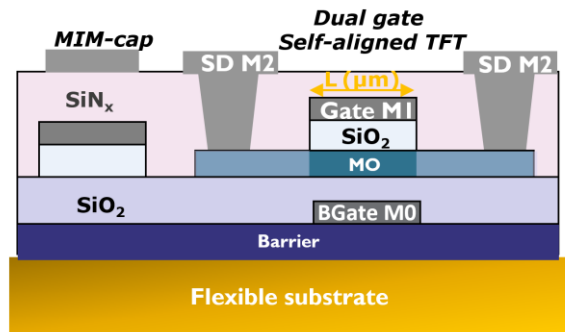 MIM-cap
Dual gate
Self-aligned TFT
SD M2
SD M2
L (μm)
SiNx
Gate M1
SiO2
MO
SiO2
BGate M0
Barrier
Flexible substrate